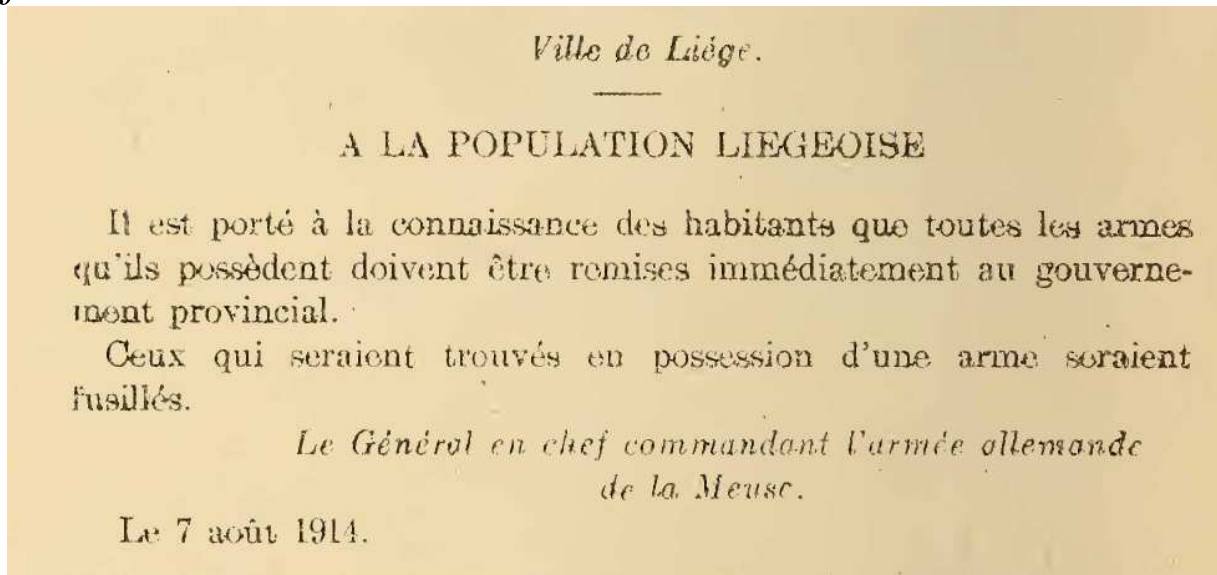 Ville de Liége.
A LA POPULATION LIEGEOISE
Il est porté à la connaissance des habitants que toutes les armes
qu'ils possèdent doivent être remises immédiatement au gouverne-
ment provincial.
Ceux qui seraient trouvés en possession d'une arme seraient
fusillés.
Le Général en chef commandant l'armée allemande
de la Meuse.
Le 7 août 1914.